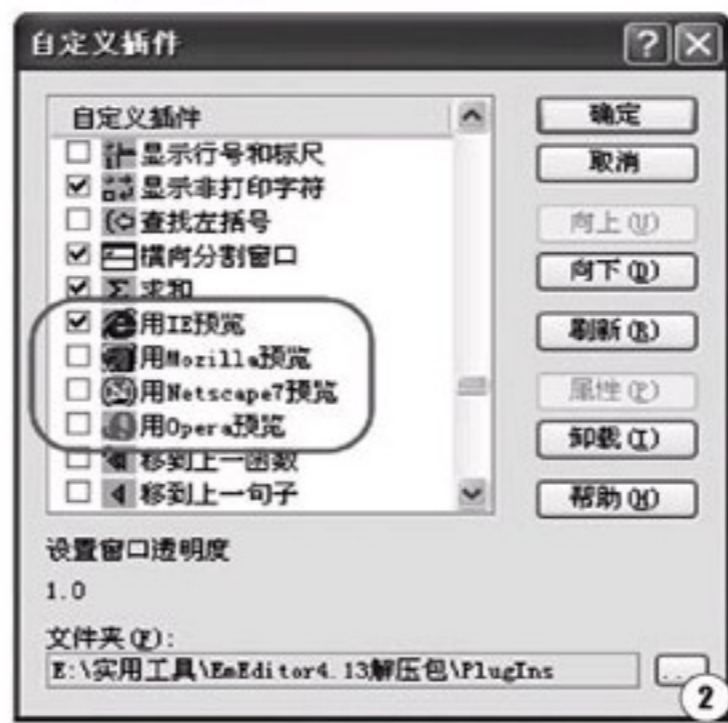 自定义插件
自定义插件
显示行号和标尺
显示非打印字符
查找左括号
横向分割窗口
求和
用IE预览
用Mozilla预览
用Netscape7预览
用Opera预览
移到上一函数
移到上一句子
确定
取消
向上(U)
向下(D)
刷新(R)
属性(P)
卸载(I)
帮助(H)
设置窗口透明度
1.0
文件夹(F):
E:\实用工具\EmEditor4.13解压包\PlugIns
...
2